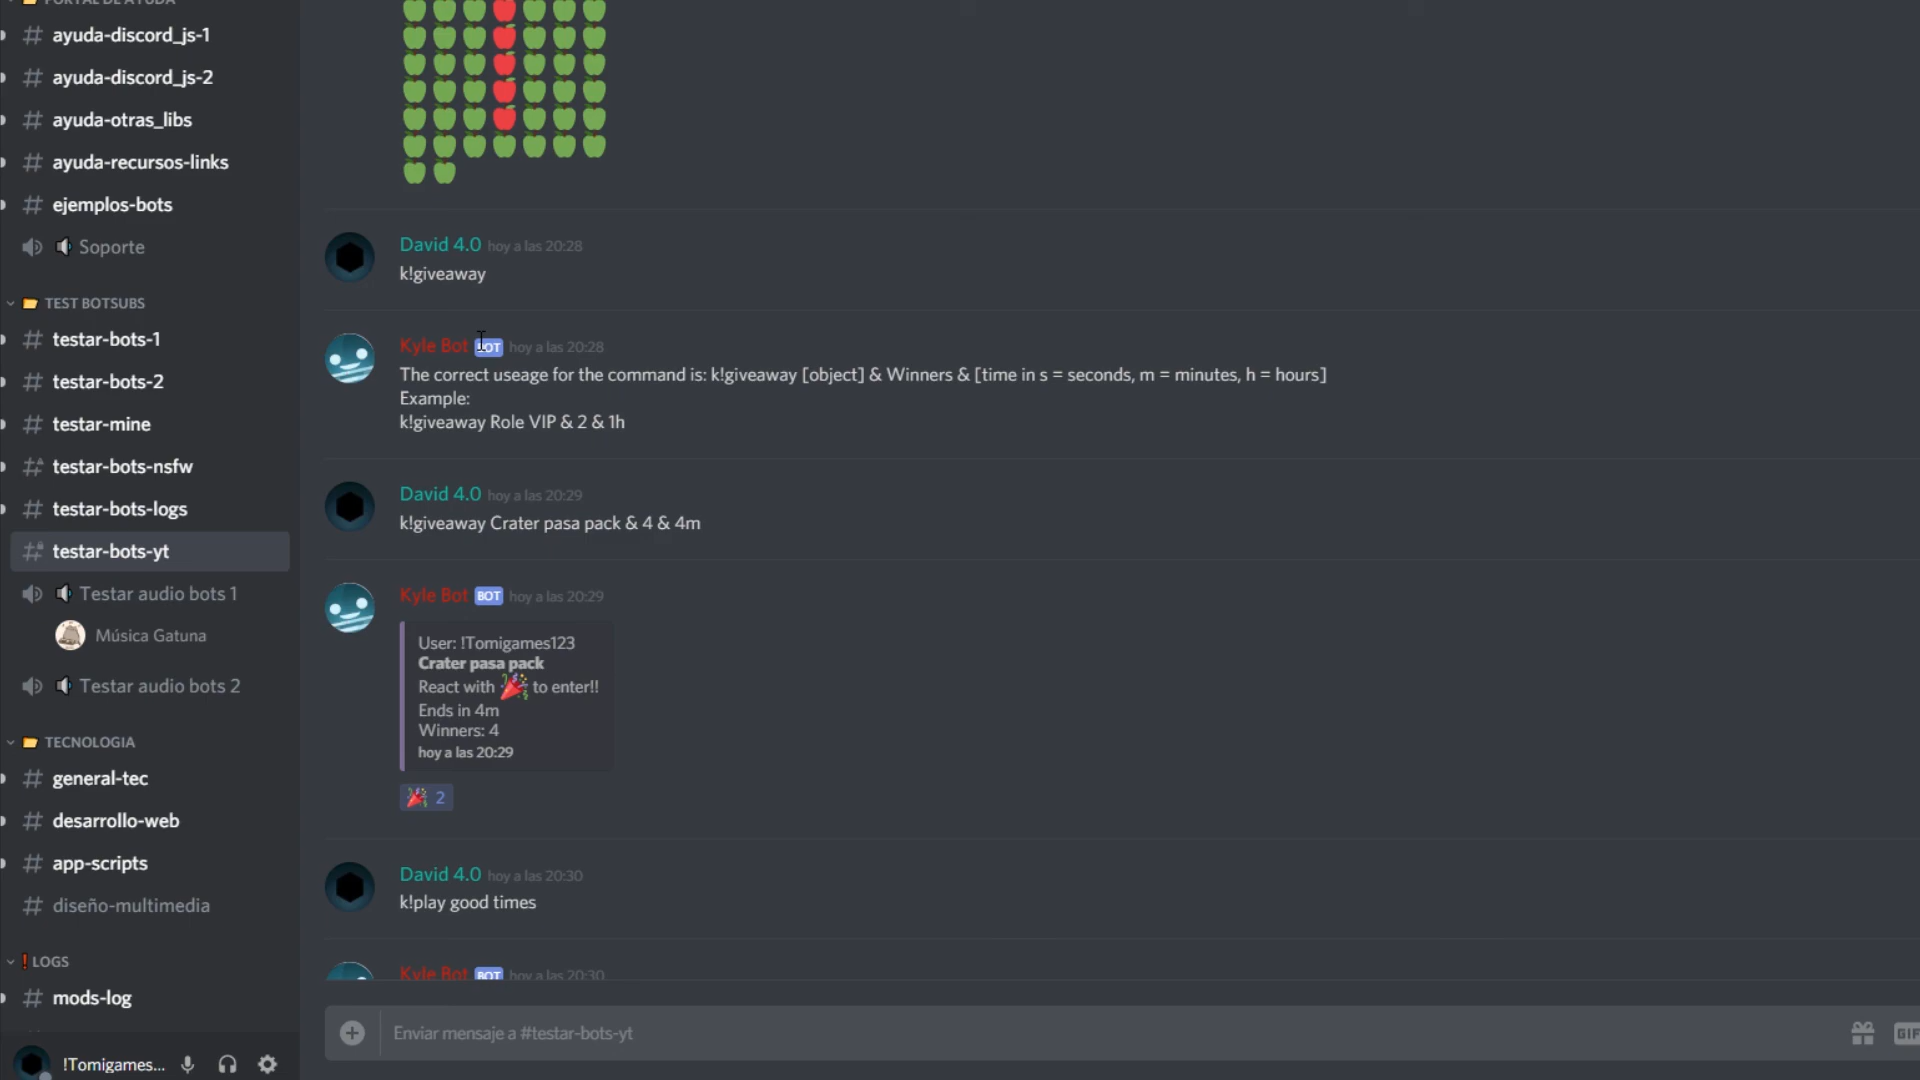 PORTAL DE AYUDA
ayuda-discord_js-1
ayuda-discord_js-2
ayuda-otras_libs
ayuda-recursos-links
ejemplos-bots
Soporte
TEST BOTSUBS
testar-bots-1
testar-bots-2
testar-mine
testar-bots-nsfw
testar-bots-logs
testar-bots-yt
Testar audio bots 1
Música Gatuna
Testar audio bots 2
TECNOLOGIA
general-tec
desarrollo-web
app-scripts
diseño-multimedia
LOGS
mods-log
!Tomigames...
David 4.0 hoy a las 20:28
k!giveaway
Kyle Bot BOT hoy a las 20:28
The correct useage for the command is: k!giveaway [object] & Winners & [time in s = seconds, m = minutes, h = hours]
Example:
k!giveaway Role VIP & 2 & 1h
David 4.0 hoy a las 20:29
k!giveaway Crater pasa pack & 4 & 4m
Kyle Bot BOT hoy a las 20:29
User: !Tomigames123
Crater pasa pack
React with 🎉 to enter!!
Ends in 4m
Winners: 4
hoy a las 20:29
🎉 2
David 4.0 hoy a las 20:30
k!play good times
Kyle Bot BOT hoy a las 20:30
Enviar mensaje a #testar-bots-yt
GIF